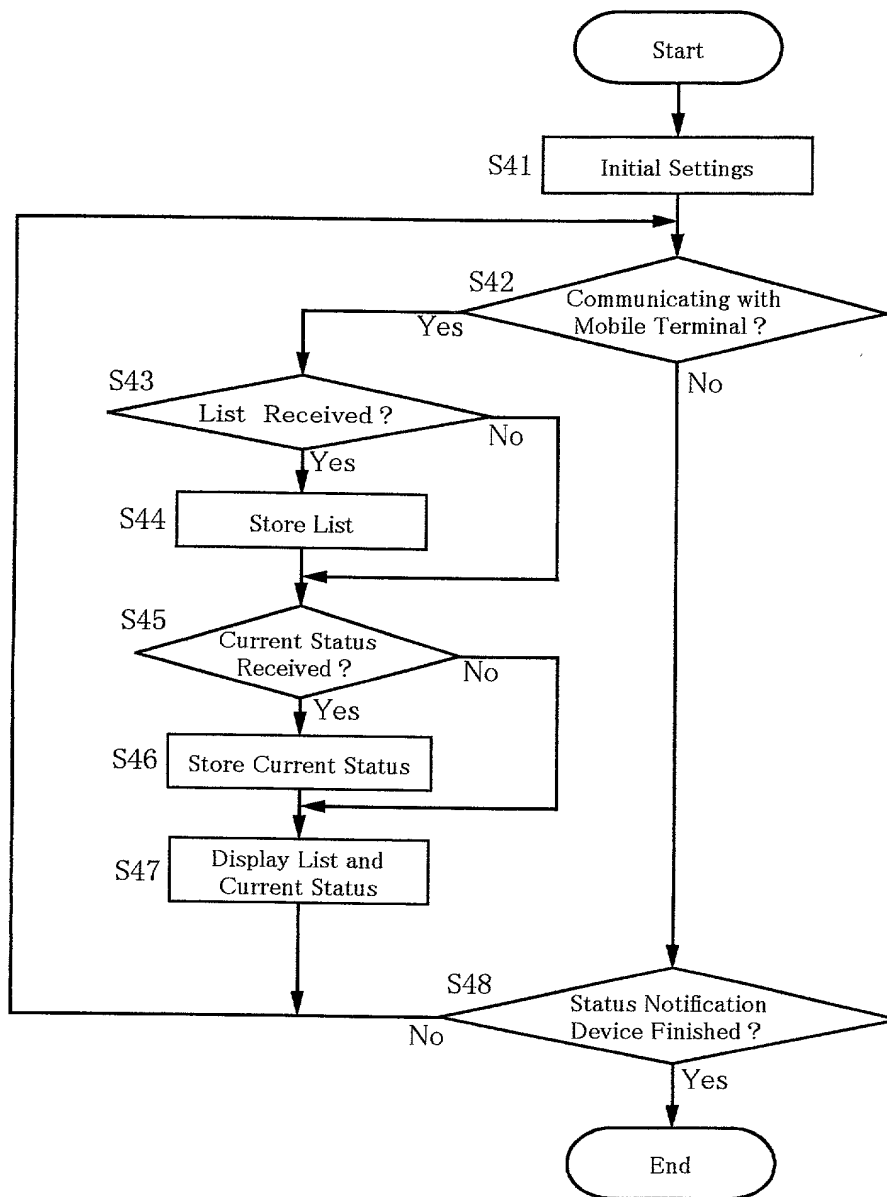 Start
S41
Initial Settings
S42
Communicating with
Mobile Terminal?
Yes
No
S43
List Received?
No
Yes
S44
Store List
S45
Current Status
Received?
No
Yes
S46
Store Current Status
S47
Display List and
Current Status
S48
Status Notification
Device Finished?
No
Yes
End